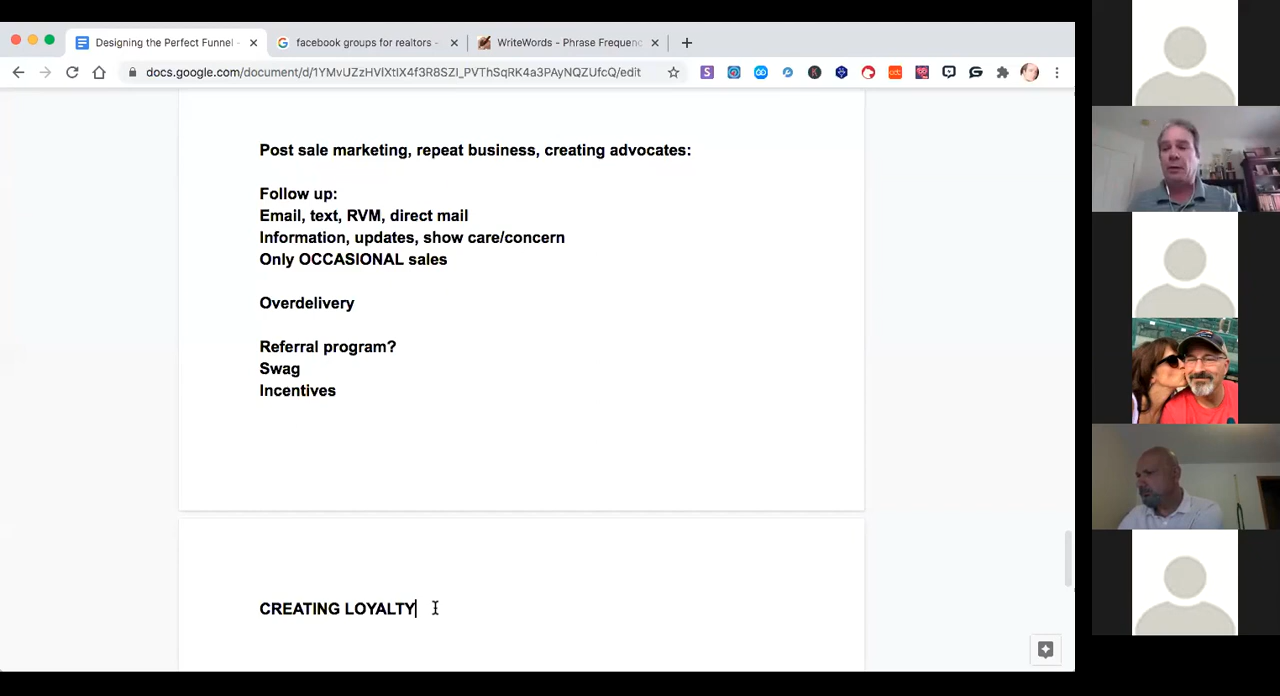 Designing the Perfect Funnel
facebook groups for realtors -
WriteWords - Phrase Frequenc
docs.google.com/document/d/1YMvUZzHVlXtlX4f3R8SZI_PVThSqRK4a3PAyNQZUfcQ/edit
Post sale marketing, repeat business, creating advocates:
Follow up:
Email, text, RVM, direct mail
Information, updates, show care/concern
Only OCCASIONAL sales
Overdelivery
Referral program?
Swag
Incentives
CREATING LOYALTY